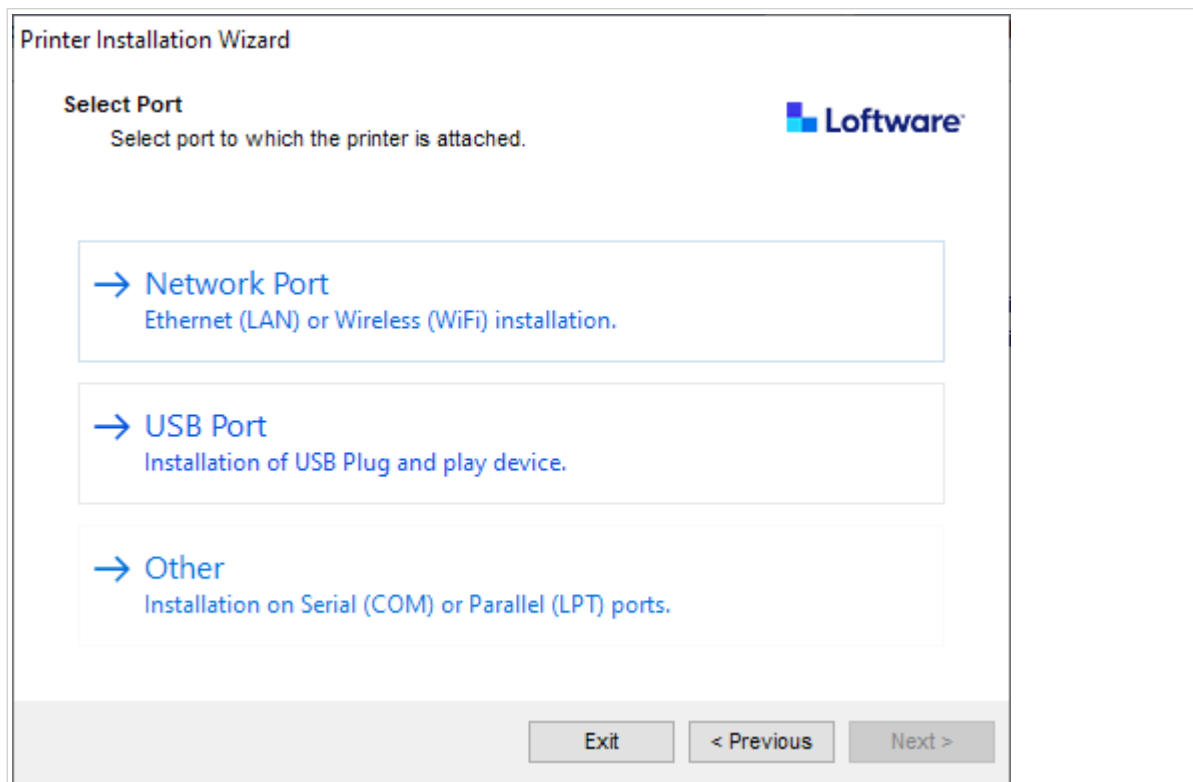 Printer Installation Wizard
Select Port
Select port to which the printer is attached.
Loftware
Network Port
Ethernet (LAN) or Wireless (WiFi) installation.
USB Port
Installation of USB Plug and play device.
Other
Installation on Serial (COM) or Parallel (LPT) ports.
Exit
< Previous
Next >